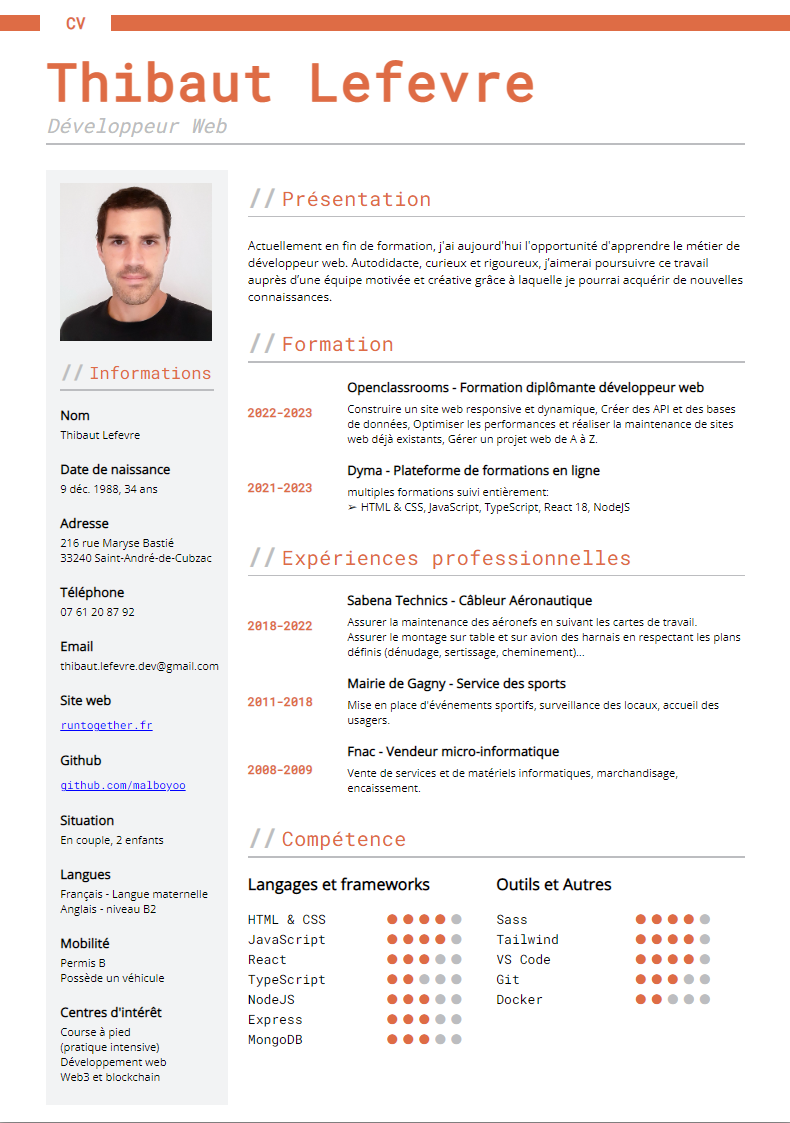 CV
Thibaut Lefevre
Développeur Web
// Informations
Nom
Thibaut Lefevre
Date de naissance
9 déc. 1988, 34 ans
Adresse
216 rue Maryse Bastié
33240 Saint-André-de-Cubzac
Téléphone
07 61 20 87 92
Email
thibaut.lefevre.dev@gmail.com
Site web
runtogether.fr
Github
github.com/malboyoo
Situation
En couple, 2 enfants
Langues
Français - Langue maternelle
Anglais - niveau B2
Mobilité
Permis B
Possède un véhicule
Centres d'intérêt
Course à pied
(pratique intensive)
Développement web
Web3 et blockchain
// Présentation
Actuellement en fin de formation, j'ai aujourd'hui l'opportunité d'apprendre le métier de
développeur web. Autodidacte, curieux et rigoureux, j’aimerai poursuivre ce travail
auprès d’une équipe motivée et créative grâce à laquelle je pourrai acquérir de nouvelles
connaissances.
// Formation
Openclassrooms - Formation diplômante développeur web
2022-2023
Construire un site web responsive et dynamique, Créer des API et des bases
de données, Optimiser les performances et réaliser la maintenance de sites
web déjà existants, Gérer un projet web de A à Z.
Dyma - Plateforme de formations en ligne
2021-2023
multiples formations suivi entièrement:
➢ HTML & CSS, JavaScript, TypeScript, React 18, NodeJS
// Expériences professionnelles
Sabena Technics - Câbleur Aéronautique
2018-2022
Assurer la maintenance des aéronefs en suivant les cartes de travail.
Assurer le montage sur table et sur avion des harnais en respectant les plans
définis (dénudage, sertissage, cheminement)...
Mairie de Gagny - Service des sports
2011-2018
Mise en place d'événements sportifs, surveillance des locaux, accueil des
usagers.
Fnac - Vendeur micro-informatique
2008-2009
Vente de services et de matériels informatiques, marchandisage,
encaissement.
// Compétence
Langages et frameworks
HTML & CSS
JavaScript
React
TypeScript
NodeJS
Express
MongoDB
Outils et Autres
Sass
Tailwind
VS Code
Git
Docker